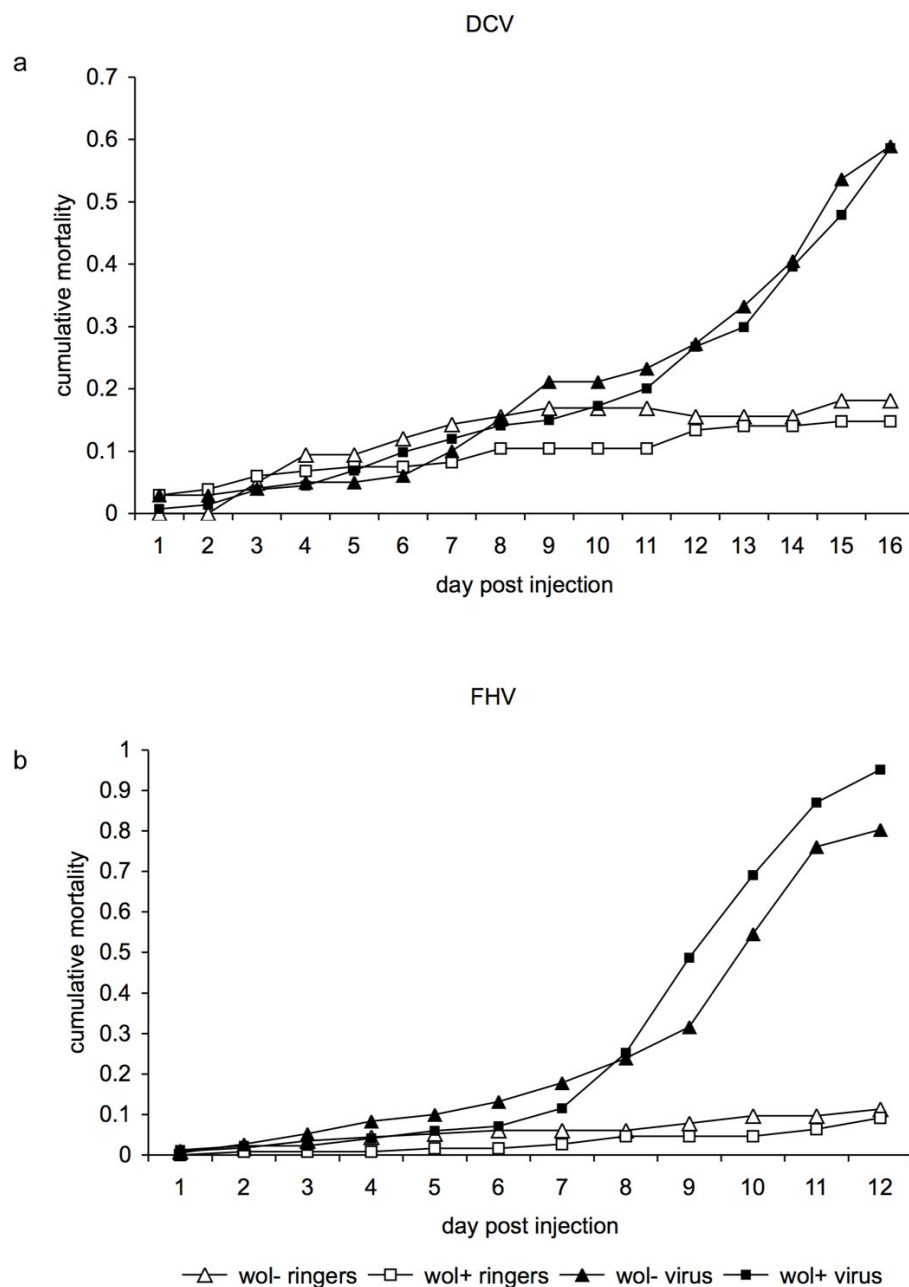 DCV
a
0.7
0.6
0.5
0.4
0.3
0.2
0.1
0
cumulative mortality
1 2 3 4 5 6 7 8 9 10 11 12 13 14 15 16
day post injection
FHV
b
1
0.9
0.8
0.7
0.6
0.5
0.4
0.3
0.2
0.1
0
cumulative mortality
1 2 3 4 5 6 7 8 9 10 11 12
day post injection
wol- ringers wol+ ringers wol- virus wol+ virus